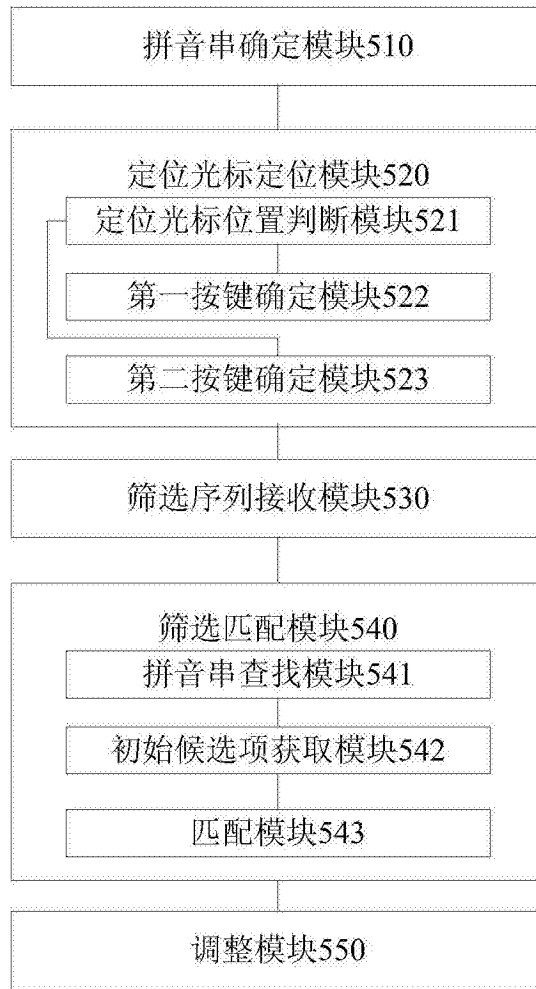 拼音串确定模块510
定位光标定位模块520
定位光标位置判断模块521
第一按键确定模块522
第二按键确定模块523
筛选序列接收模块530
筛选匹配模块540
拼音串查找模块541
初始候选项获取模块542
匹配模块543
调整模块550